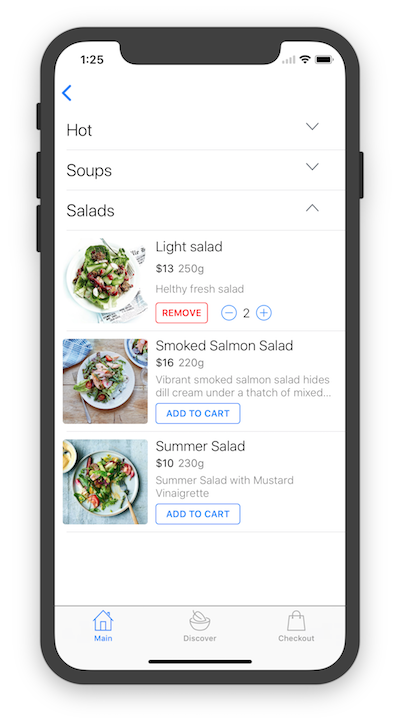 1:25
Hot
Soups
Salads
Light salad
$13 250g
Helthy fresh salad
REMOVE 2
Smoked Salmon Salad
$16 220g
Vibrant smoked salmon salad hides
dill cream under a thatch of mixed...
ADD TO CART
Summer Salad
$10 230g
Summer Salad with Mustard
Vinaigrette
ADD TO CART
Main Discover Checkout